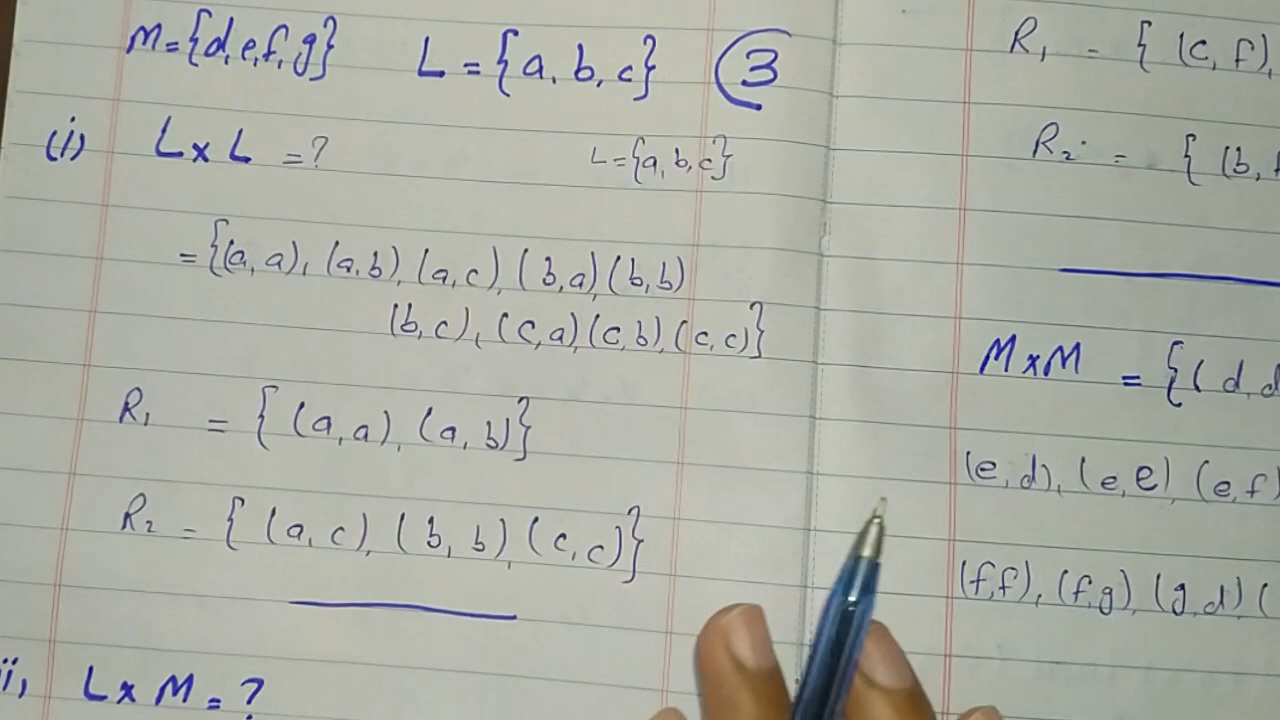 M={d,e,f,g} L={a,b,c} 3
(i) L×L =?
L={a,b,c}
={(a,a), (a,b), (a,c), (b,a), (b,b)
(b,c), (c,a), (c,b), (c,c)}
R₁ = { (a,a), (a,b)}
R₂ = { (a,c), (b,b), (c,c)}
ii, L×M=?
R₁ = { (c,f),
R₂ = { (b,
M×M = {( d,d
(e,d), (e,e), (e,f)
(f,f), (f,g), (g,d) (